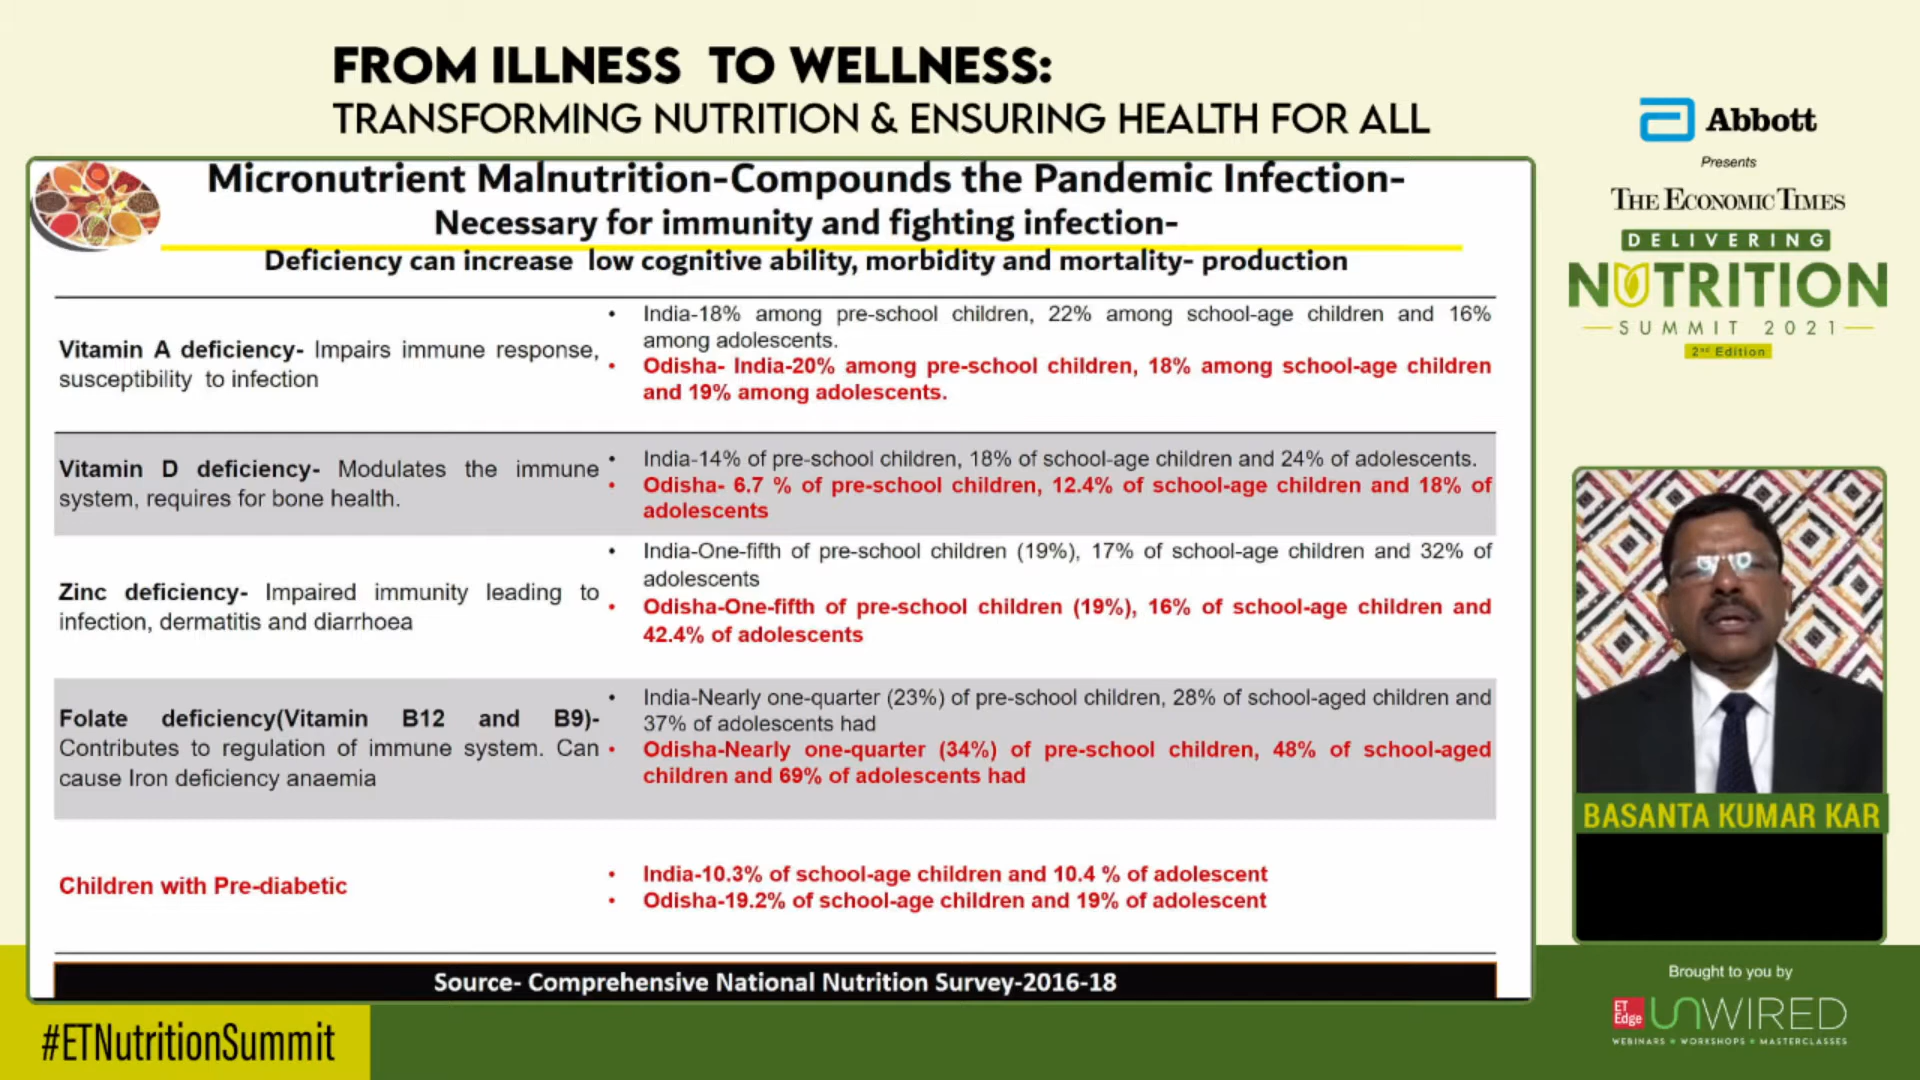 FROM ILLNESS TO WELLNESS:
TRANSFORMING NUTRITION & ENSURING HEALTH FOR ALL
Micronutrient Malnutrition-Compounds the Pandemic Infection-
Necessary for immunity and fighting infection-
Deficiency can increase low cognitive ability, morbidity and mortality- production
Vitamin A deficiency- Impairs immune response,
susceptibility to infection
• India-18% among pre-school children, 22% among school-age children and 16%
among adolescents.
• Odisha- India-20% among pre-school children, 18% among school-age children
and 19% among adolescents.
Vitamin D deficiency- Modulates the immune
system, requires for bone health.
• India-14% of pre-school children, 18% of school-age children and 24% of adolescents.
• Odisha- 6.7 % of pre-school children, 12.4% of school-age children and 18% of
adolescents
Zinc deficiency- Impaired immunity leading to
infection, dermatitis and diarrhoea
• India-One-fifth of pre-school children (19%), 17% of school-age children and 32% of
adolescents
• Odisha-One-fifth of pre-school children (19%), 16% of school-age children and
42.4% of adolescents
Folate deficiency(Vitamin B12 and B9)-
Contributes to regulation of immune system. Can
cause Iron deficiency anaemia
• India-Nearly one-quarter (23%) of pre-school children, 28% of school-aged children and
37% of adolescents had
• Odisha-Nearly one-quarter (34%) of pre-school children, 48% of school-aged
children and 69% of adolescents had
Children with Pre-diabetic
• India-10.3% of school-age children and 10.4 % of adolescent
• Odisha-19.2% of school-age children and 19% of adolescent
Source- Comprehensive National Nutrition Survey-2016-18
#ETNutritionSummit
Abbott
Presents
THE ECONOMIC TIMES
DELIVERING
NUTRITION
SUMMIT 2021
2nd Edition
BASANTA KUMAR KAR
Brought to you by
ET Edge UNWIRED
WEBINARS • WORKSHOPS • MASTERCLASSES